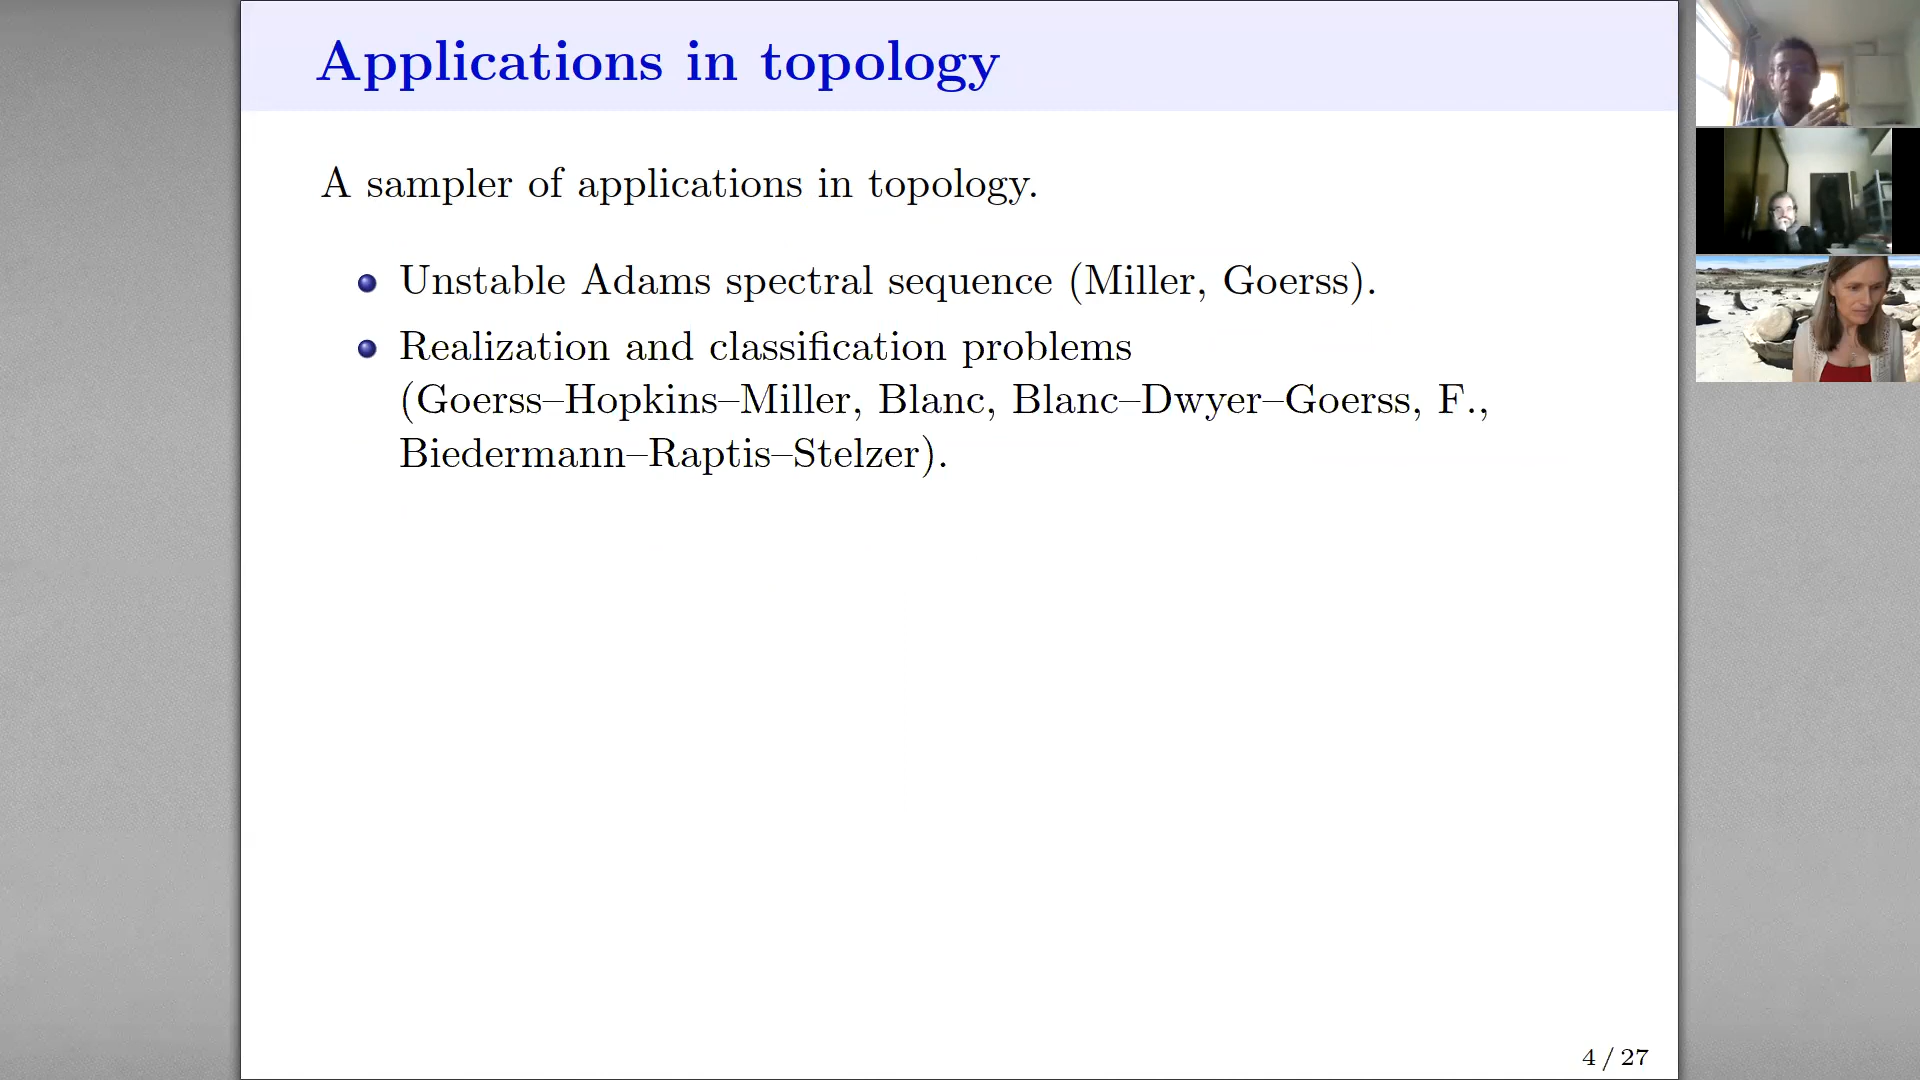 Applications in topology
A sampler of applications in topology.
Unstable Adams spectral sequence (Miller, Goerss).
Realization and classification problems
(Goerss–Hopkins–Miller, Blanc, Blanc–Dwyer–Goerss, F.,
Biedermann–Raptis–Stelzer).
4 / 27